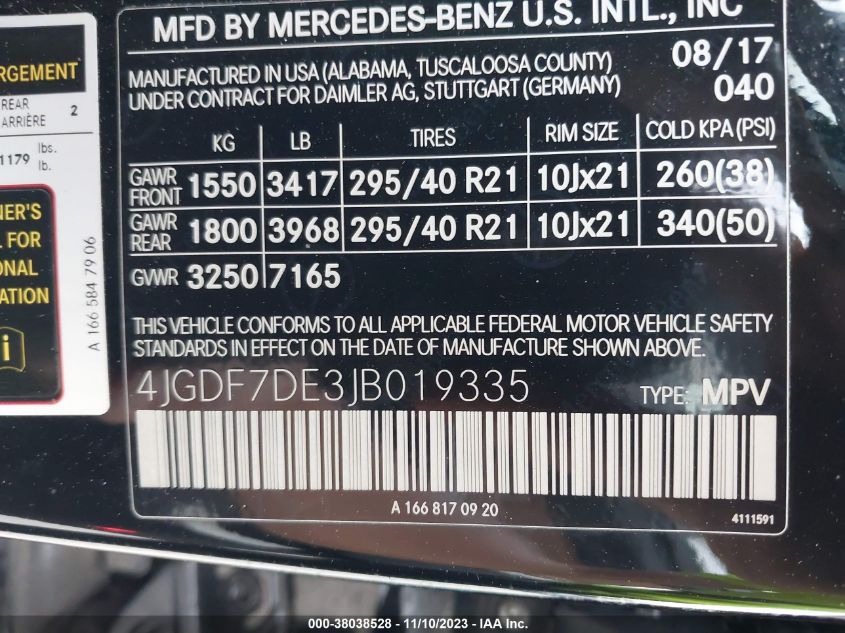 MFD BY MERCEDES-BENZ U.S. INTL., INC
MANUFACTURED IN USA (ALABAMA, TUSCALOOSA COUNTY) 08/17
UNDER CONTRACT FOR DAIMLER AG, STUTTGART (GERMANY) 040
KG LB TIRES RIM SIZE COLD KPA (PSI)
GAWR FRONT 1550 3417 295/40 R21 10Jx21 260(38)
GAWR REAR 1800 3968 295/40 R21 10Jx21 340(50)
GVWR 3250 7165
THIS VEHICLE CONFORMS TO ALL APPLICABLE FEDERAL MOTOR VEHICLE SAFETY
STANDARDS IN EFFECT ON THE DATE OF MANUFACTURE SHOWN ABOVE.
4JGDF7DE3JB019335 TYPE: MPV
A 166 817 09 20
4111591
RGEMENT
REAR
ARRIÈRE 2
1179 lbs.
lb.
NER'S
L FOR
ONAL
ATION
i
A 166 584 79 06
000-38038528 - 11/10/2023 - IAA Inc.